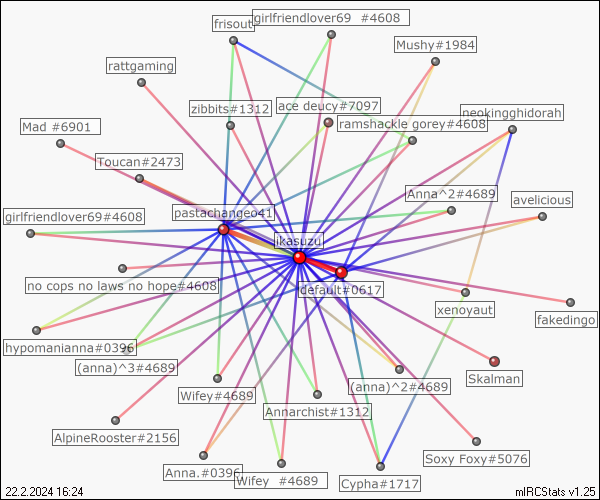 girlfriendlover69 #4608
frisout
Mushy#1984
rattgaming
zibbits#1312
ace deucy#7097
neokingghidorah
Mad #6901
ramshackle gorey#4608
Toucan#2473
Anna^2#4689
avelicious
pastachangeo41
girlfriendlover69#4608
jkasuzu
no cops no laws no hope#4608
default#0617
xenoyaut
fakedingo
hypomanianna#0396
(anna)^3#4689
Skalman
(anna)^2#4689
Wifey#4689
Annarchist#1312
AlpineRooster#2156
Soxy Foxy#5076
Anna.#0396
Wifey #4689
Cypha#1717
22.2.2024 16:24
mIRCStats v1.25